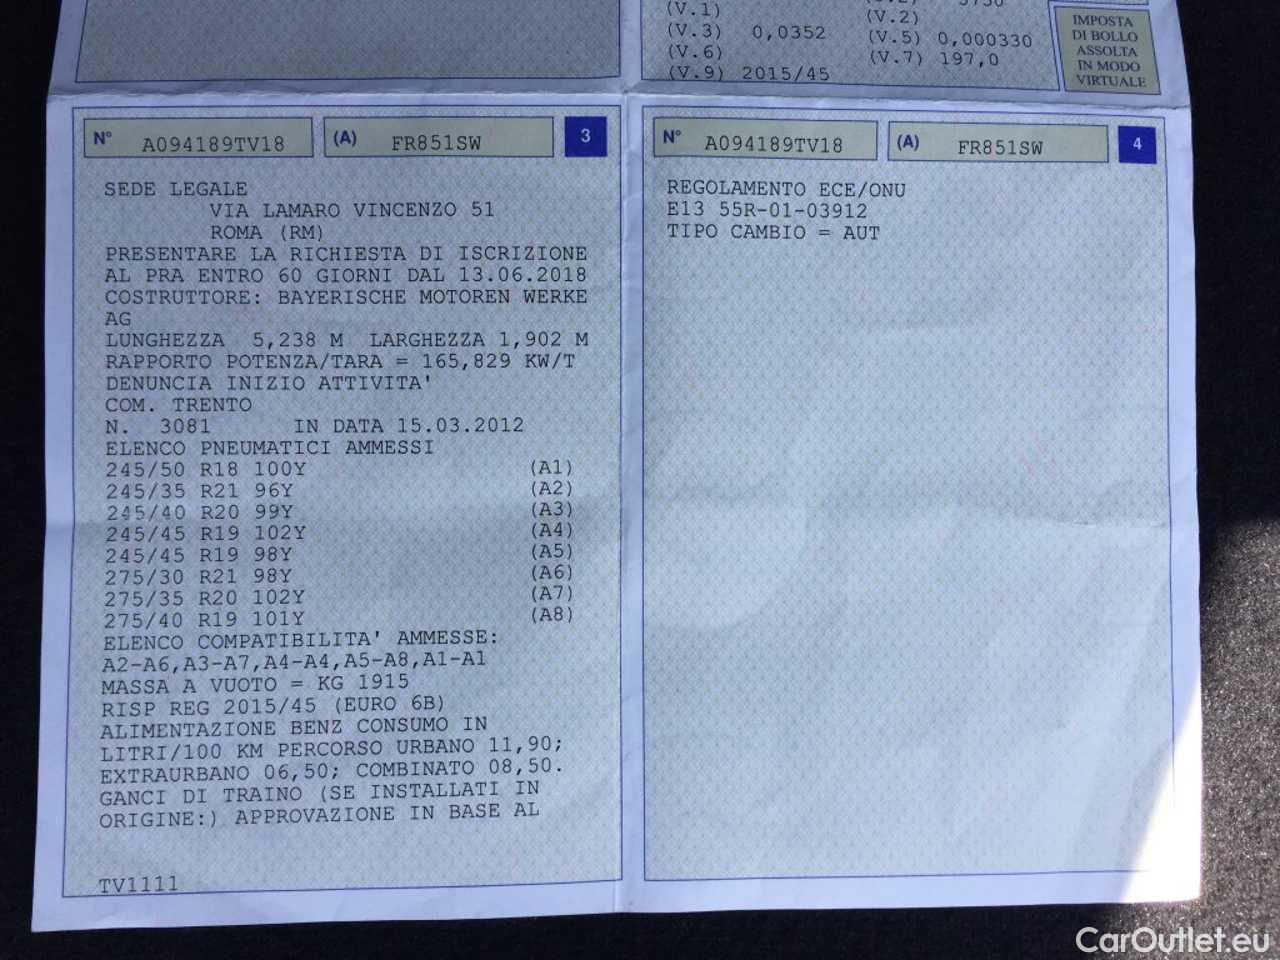 (V.1)
(V.2)
(V.3) 0,0352
(V.5) 0,000330
(V.6)
(V.7) 197,0
(V.9) 2015/45
IMPOSTA
DI BOLLO
ASSOLTA
IN MODO
VIRTUALE
N° A094189TV18 (A) FR851SW 3
SEDE LEGALE
VIA LAMARO VINCENZO 51
ROMA (RM)
PRESENTARE LA RICHIESTA DI ISCRIZIONE
AL PRA ENTRO 60 GIORNI DAL 13.06.2018
COSTRUTTORE: BAYERISCHE MOTOREN WERKE
AG
LUNGHEZZA 5,238 M LARGHEZZA 1,902 M
RAPPORTO POTENZA/TARA = 165,829 KW/T
DENUNCIA INIZIO ATTIVITA'
COM. TRENTO
N. 3081 IN DATA 15.03.2012
ELENCO PNEUMATICI AMMESSI
245/50 R18 100Y (A1)
245/35 R21 96Y (A2)
245/40 R20 99Y (A3)
245/45 R19 102Y (A4)
245/45 R19 98Y (A5)
275/30 R21 98Y (A6)
275/35 R20 102Y (A7)
275/40 R19 101Y (A8)
ELENCO COMPATIBILITA' AMMESSE:
A2-A6,A3-A7,A4-A4,A5-A8,A1-A1
MASSA A VUOTO = KG 1915
RISP REG 2015/45 (EURO 6B)
ALIMENTAZIONE BENZ CONSUMO IN
LITRI/100 KM PERCORSO URBANO 11,90;
EXTRAURBANO 06,50; COMBINATO 08,50.
GANCI DI TRAINO (SE INSTALLATI IN
ORIGINE:) APPROVAZIONE IN BASE AL
TV1111
N° A094189TV18 (A) FR851SW 4
REGOLAMENTO ECE/ONU
E13 55R-01-03912
TIPO CAMBIO = AUT
CarOutlet.eu